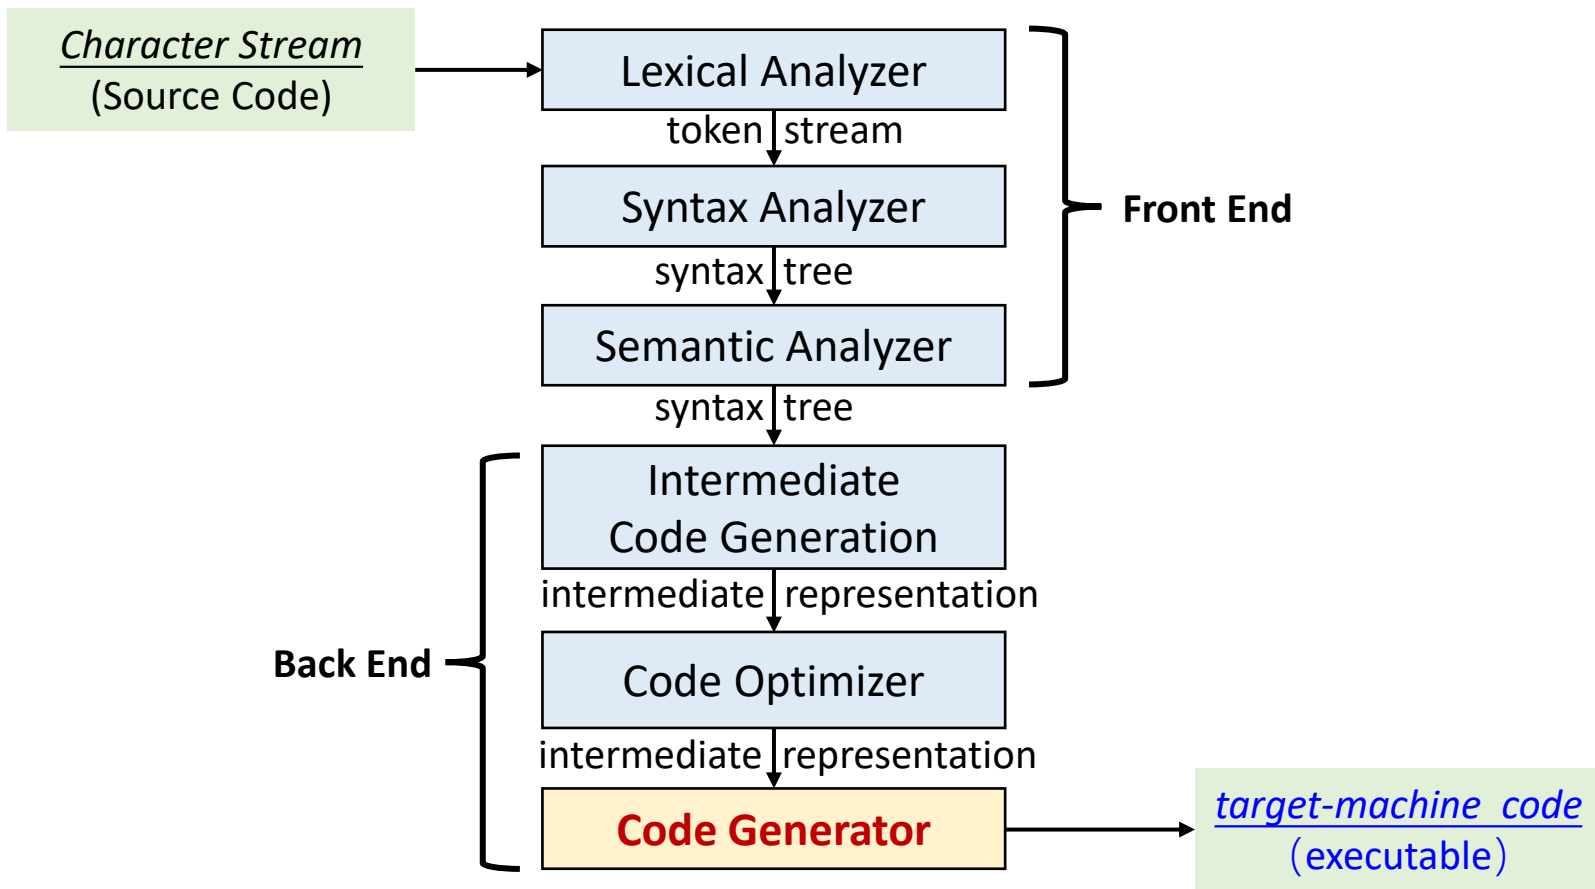 Character Stream
(Source Code)
Lexical Analyzer
token stream
Syntax Analyzer
Front End
syntax tree
Semantic Analyzer
syntax tree
Intermediate
Code Generation
intermediate representation
Back End
Code Optimizer
intermediate representation
Code Generator
target-machine code
（executable）